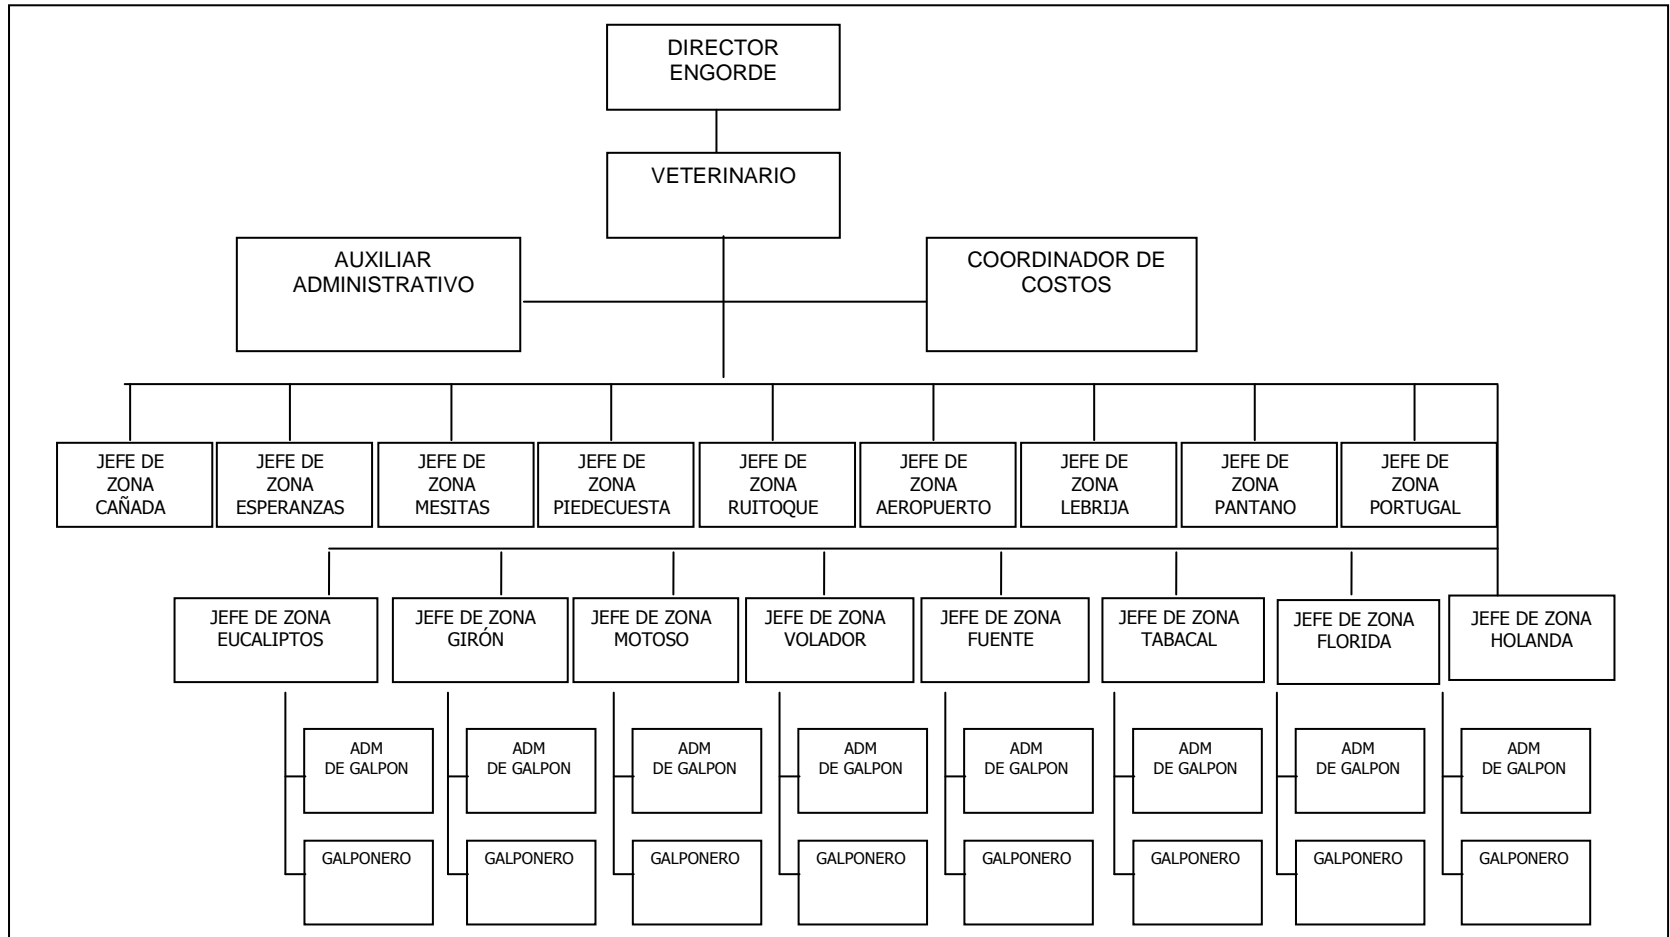 DIRECTOR
ENGORDE
VETERINARIO
AUXILIAR
ADMINISTRATIVO
COORDINADOR DE
COSTOS
JEFE DE
ZONA
CAÑADA
JEFE DE
ZONA
ESPERANZAS
JEFE DE
ZONA
MESITAS
JEFE DE
ZONA
PIEDECUESTA
JEFE DE
ZONA
RUITOQUE
JEFE DE
ZONA
AEROPUERTO
JEFE DE
ZONA
LEBRIJA
JEFE DE
ZONA
PANTANO
JEFE DE
ZONA
PORTUGAL
JEFE DE ZONA
EUCALIPTOS
JEFE DE ZONA
GIRÓN
JEFE DE ZONA
MOTOSO
JEFE DE ZONA
VOLADOR
JEFE DE ZONA
FUENTE
JEFE DE ZONA
TABACAL
JEFE DE ZONA
FLORIDA
JEFE DE ZONA
HOLANDA
ADM
DE GALPON
ADM
DE GALPON
ADM
DE GALPON
ADM
DE GALPON
ADM
DE GALPON
ADM
DE GALPON
ADM
DE GALPON
ADM
DE GALPON
GALPONERO
GALPONERO
GALPONERO
GALPONERO
GALPONERO
GALPONERO
GALPONERO
GALPONERO